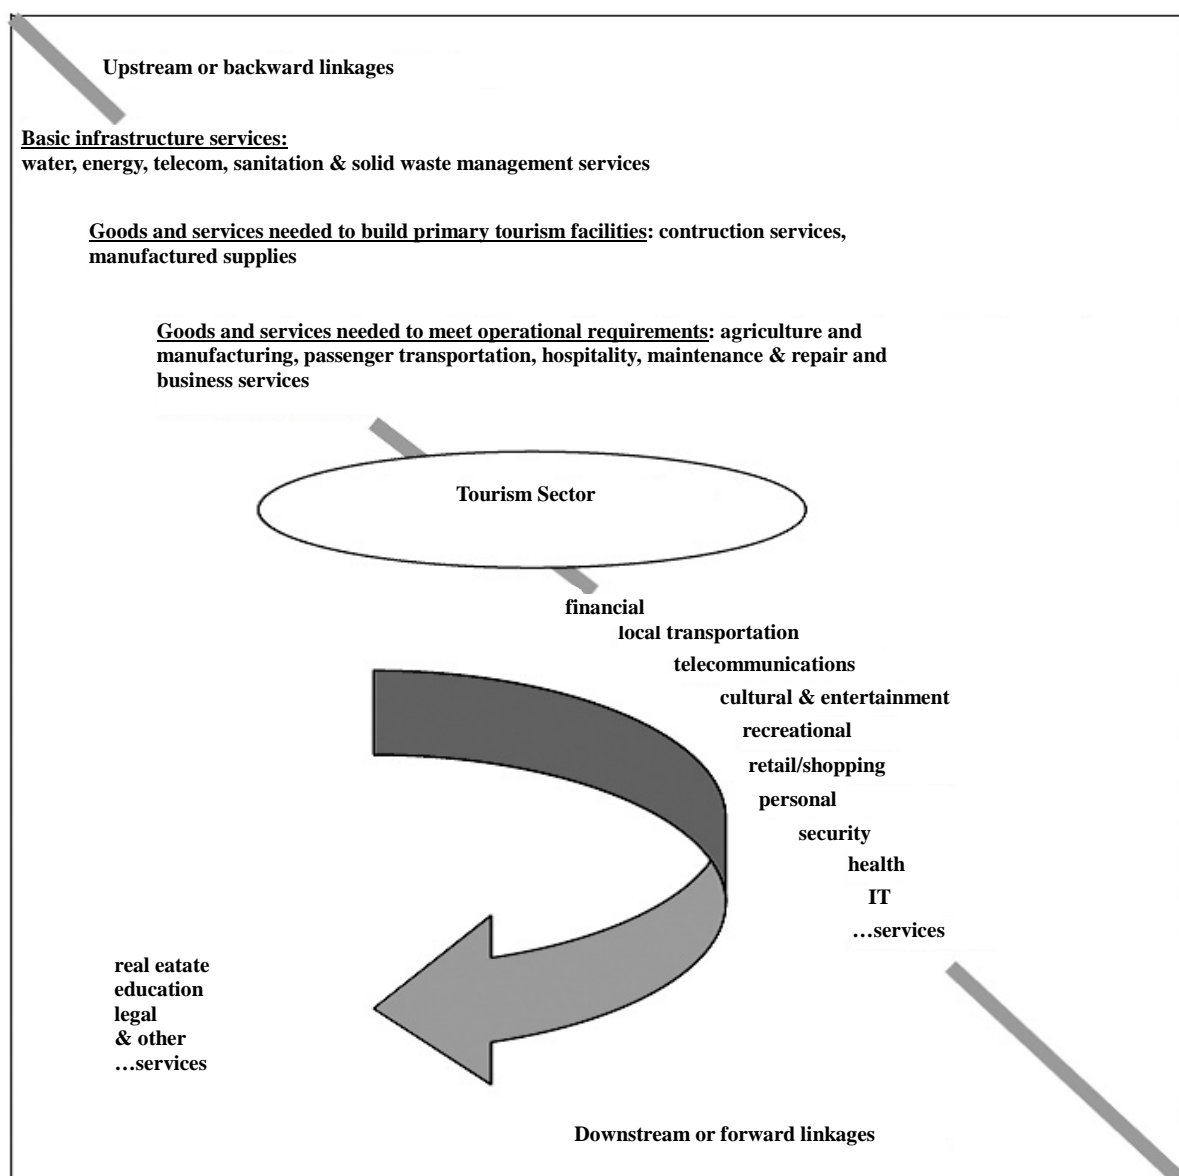 Upstream or backward linkages
Basic infrastructure services:
water, energy, telecom, sanitation & solid waste management services
Goods and services needed to build primary tourism facilities: contruction services,
manufactured supplies
Goods and services needed to meet operational requirements: agriculture and
manufacturing, passenger transportation, hospitality, maintenance & repair and
business services
Tourism Sector
financial
local transportation
telecommunications
cultural & entertainment
recreational
retail/shopping
personal
security
health
IT
…services
real eatate
education
legal
& other
…services
Downstream or forward linkages